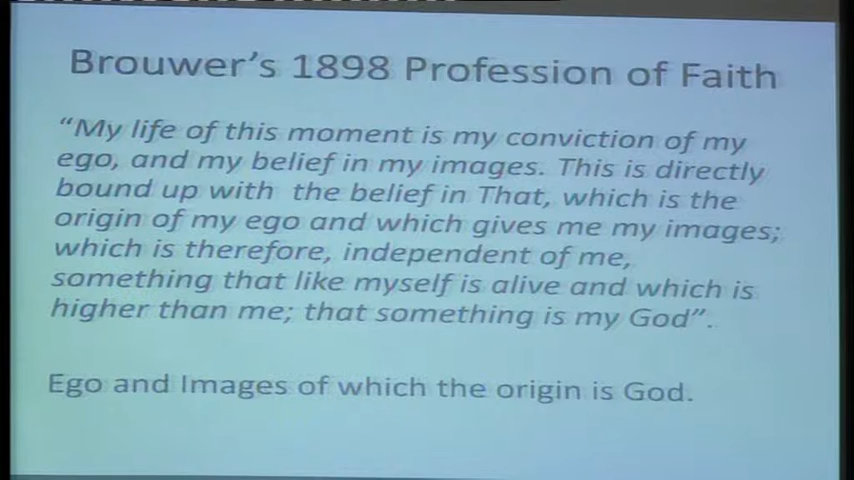 Brouwer's 1898 Profession of Faith
"My life of this moment is my conviction of my
ego, and my belief in my images. This is directly
bound up with the belief in That, which is the
origin of my ego and which gives me my images;
which is therefore, independent of me,
something that like myself is alive and which is
higher than me; that something is my God".
Ego and Images of which the origin is God.